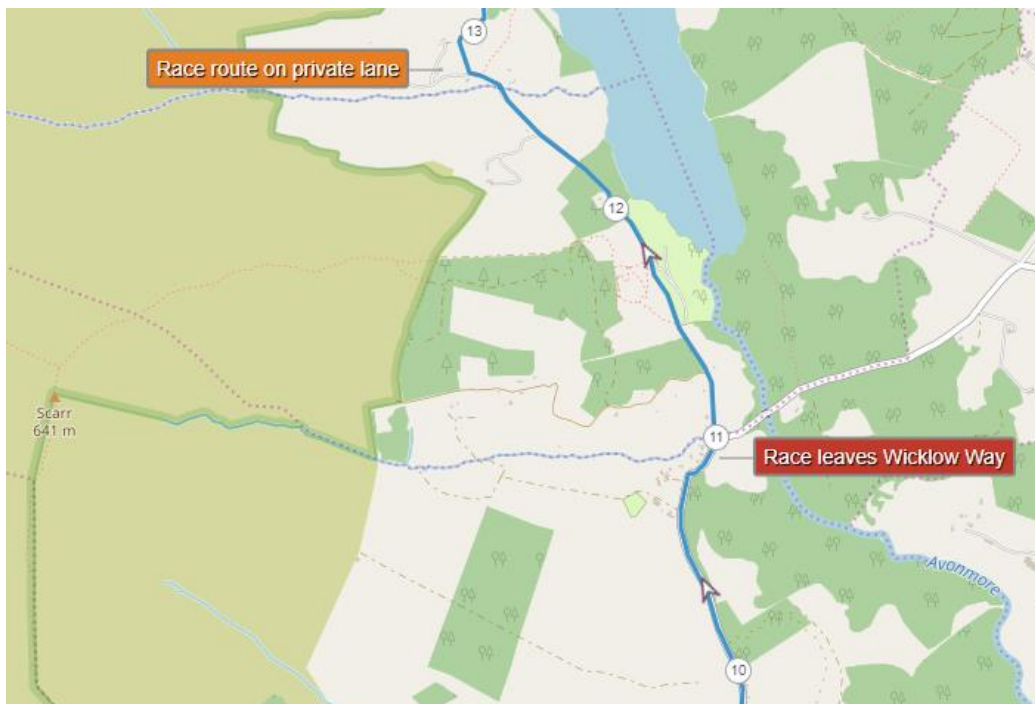 13
Race route on private lane
12
Scarr
641 m
11
Race leaves Wicklow Way
Avonmore
10